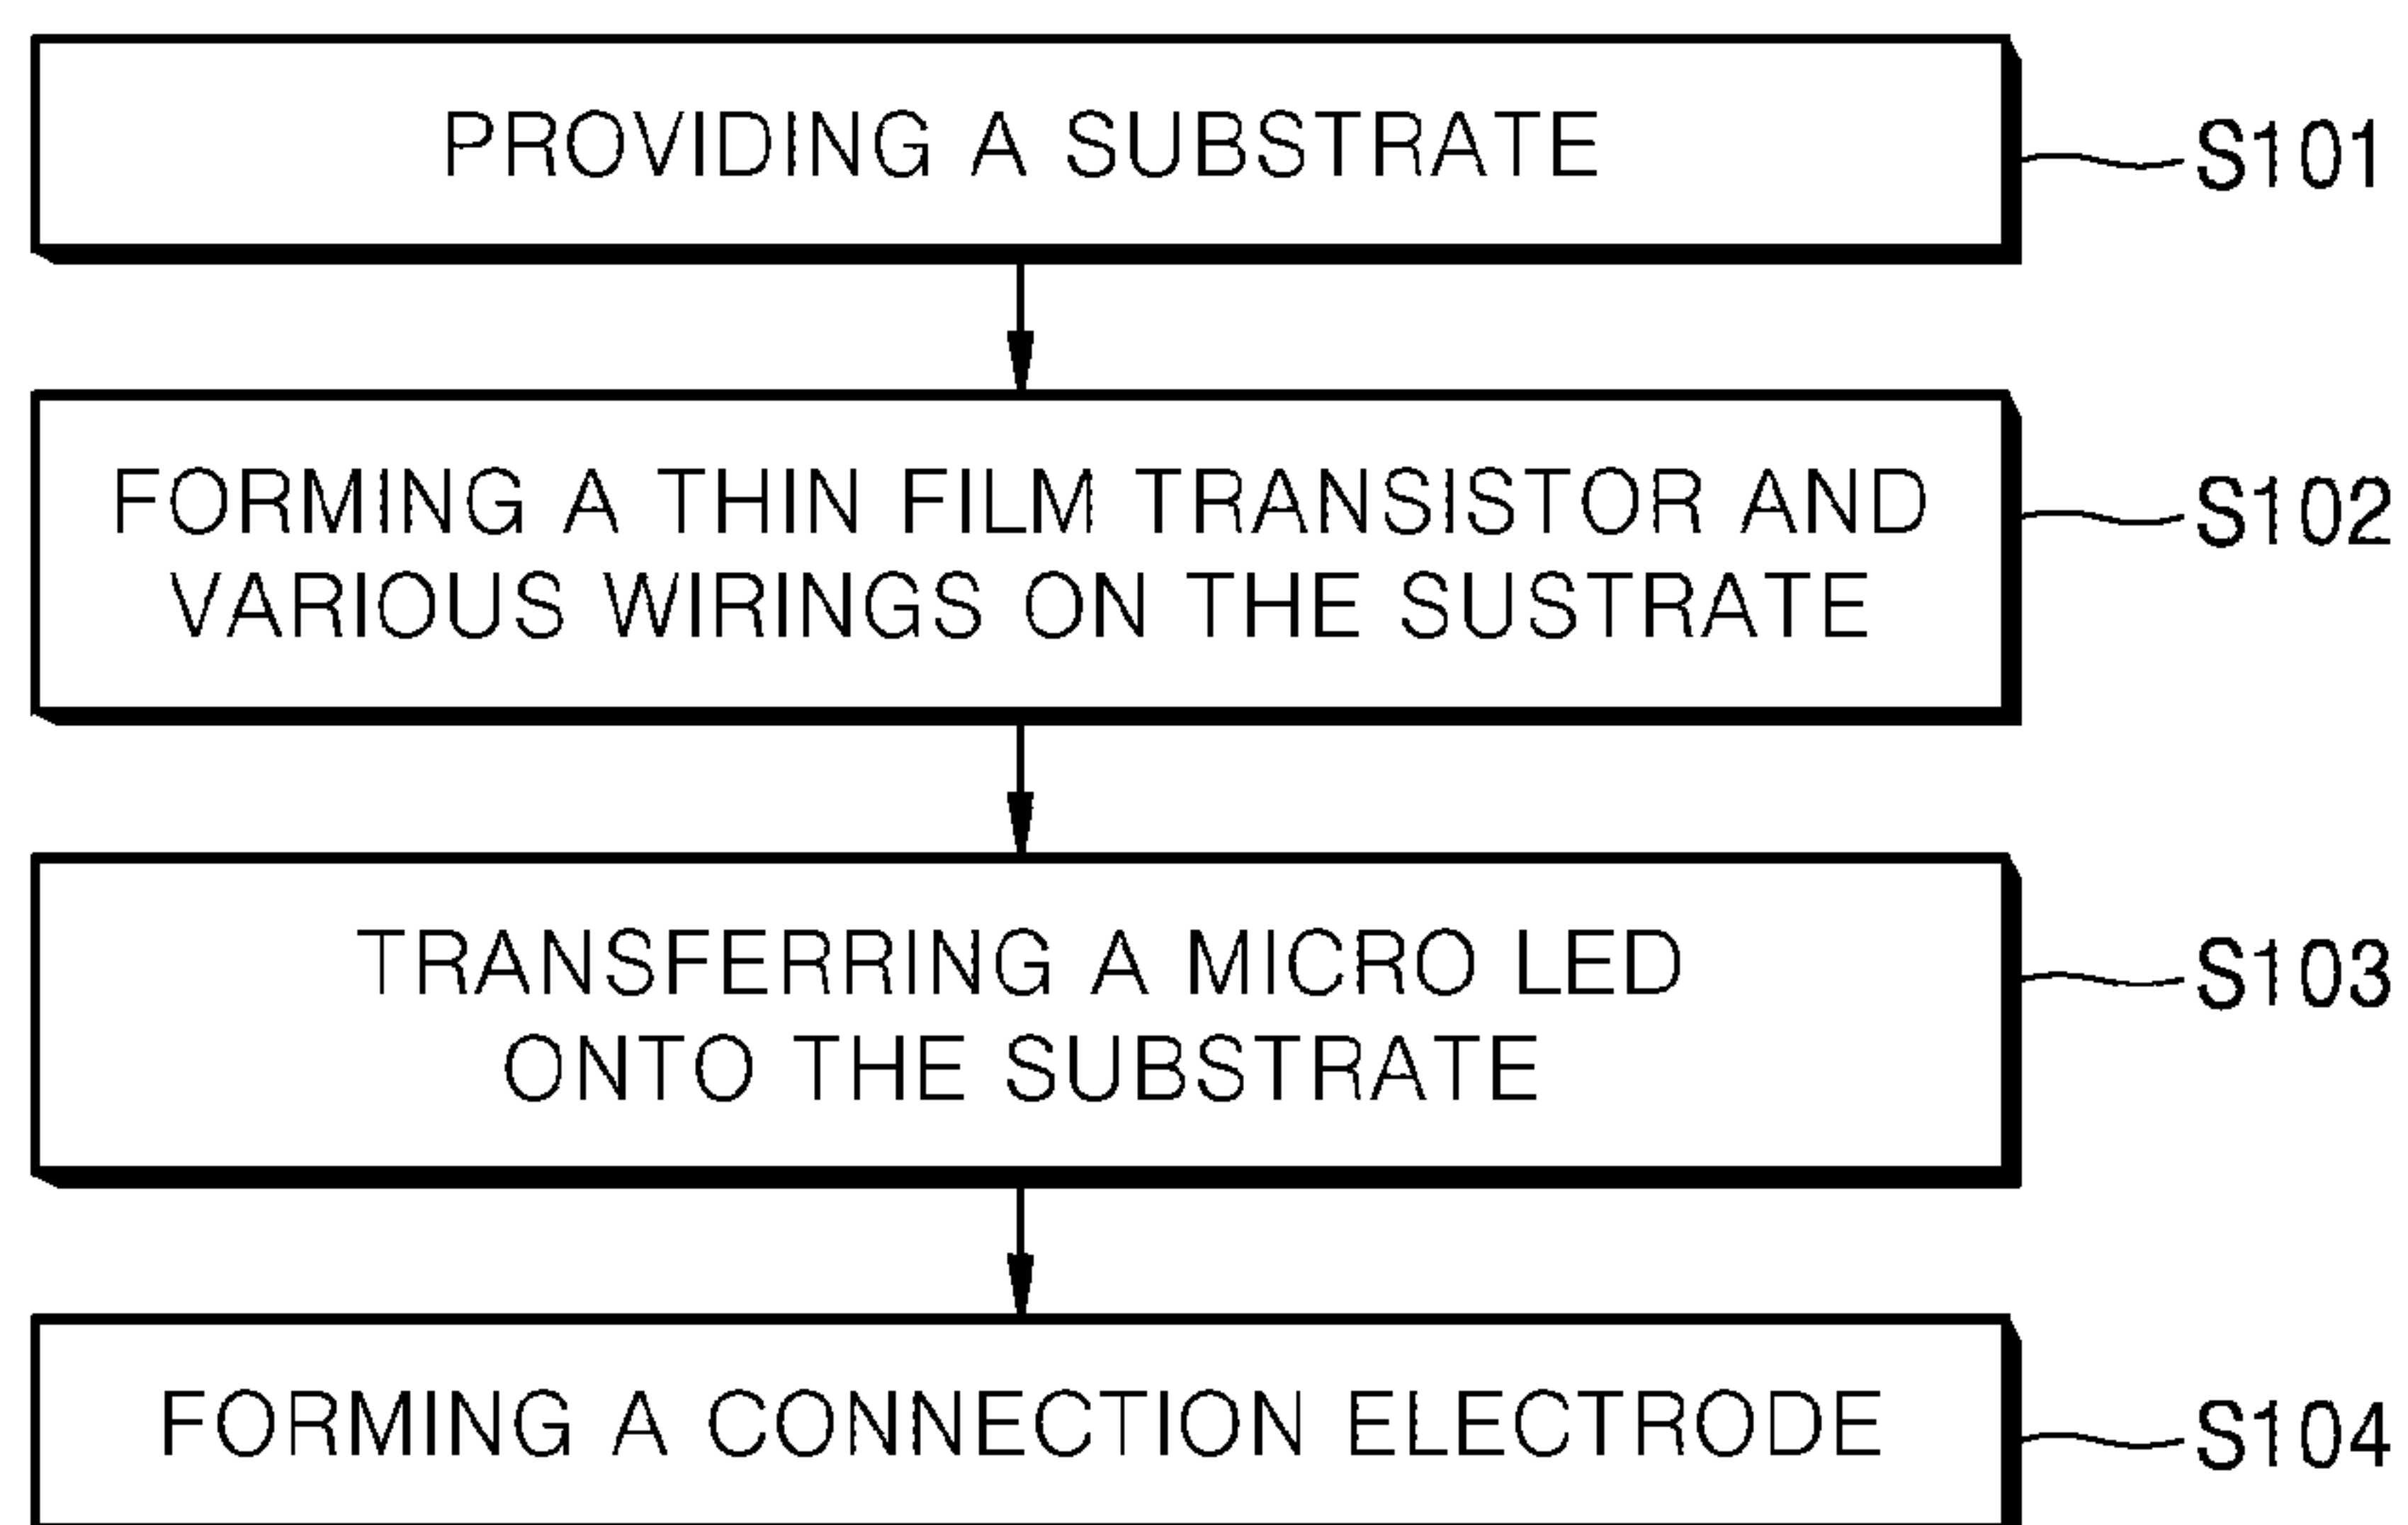 PROVIDING A SUBSTRATE
S101
FORMING A THIN FILM TRANSISTOR AND
VARIOUS WIRINGS ON THE SUSTRATE
S102
TRANSFERRING A MICRO LED
ONTO THE SUBSTRATE
S103
FORMING A CONNECTION ELECTRODE
S104